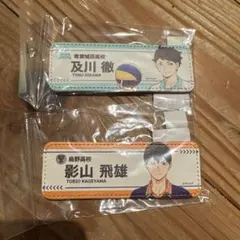 青葉城西高校
及川 徹
TORU OIKAWA
烏野高校
影山 飛雄
TOBIO KAGEYAMA